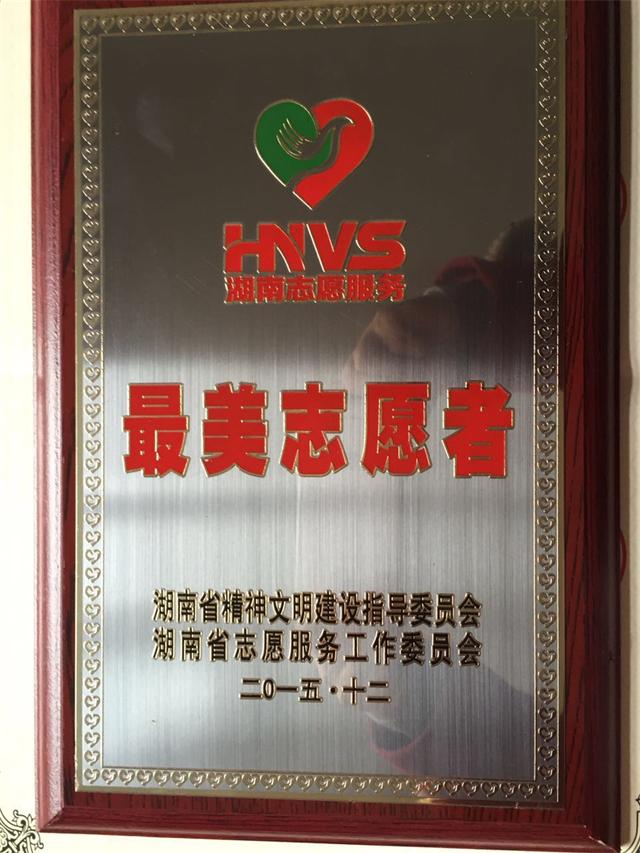 HNVS
湖南志愿服务
最美志愿者
湖南省精神文明建设指导委员会
湖南省志愿服务工作委员会
二〇一五·十二